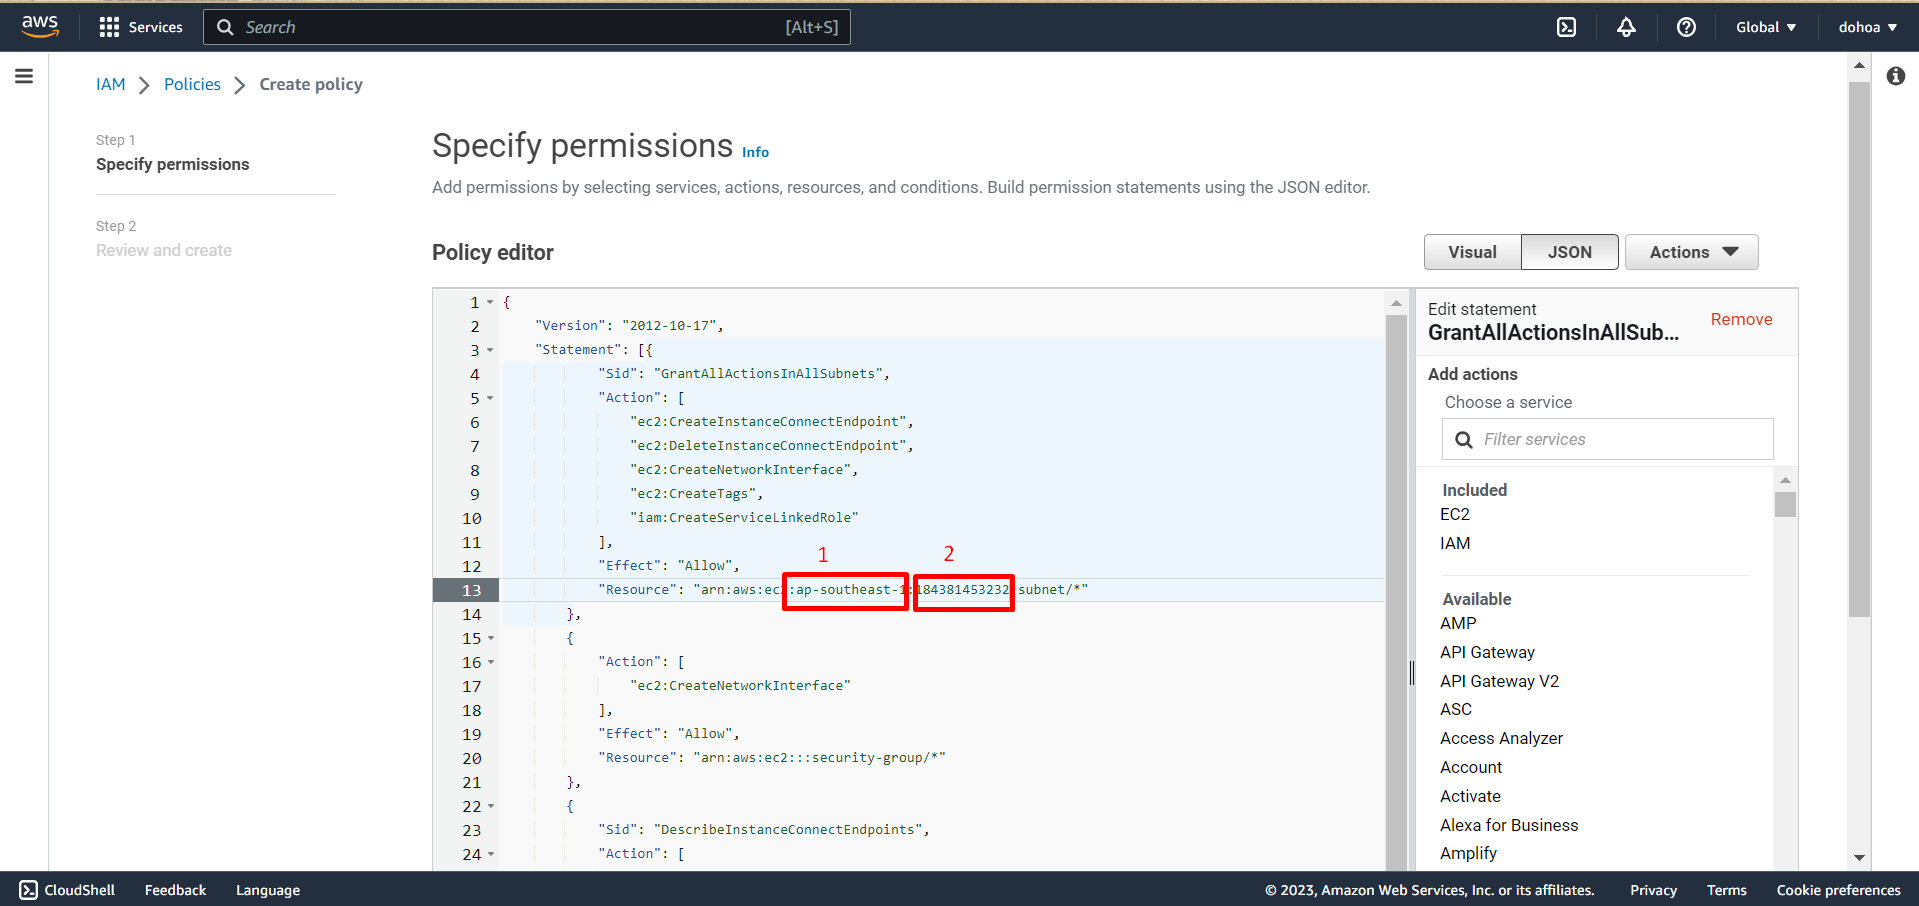 aws Services Search [Alt+S] Global dohoa
IAM Policies Create policy
Step 1
Specify permissions
Step 2
Review and create
Specify permissions Info
Add permissions by selecting services, actions, resources, and conditions. Build permission statements using the JSON editor.
Policy editor
Visual JSON Actions
1 {
2 "Version": "2012-10-17",
3 "Statement": [{
4 "Sid": "GrantAllActionsInAllSubnets",
5 "Action": [
6 "ec2:CreateInstanceConnectEndpoint",
7 "ec2:DeleteInstanceConnectEndpoint",
8 "ec2:CreateNetworkInterface",
9 "ec2:CreateTags",
10 "iam:CreateServiceLinkedRole"
11 ],
1 2
12 "Effect": "Allow",
13 "Resource": "arn:aws:ec2:ap-southeast-1:184381453232:subnet/*"
14 },
15 {
16 "Action": [
17 "ec2:CreateNetworkInterface"
18 ],
19 "Effect": "Allow",
20 "Resource": "arn:aws:ec2:::security-group/*"
21 },
22 {
23 "Sid": "DescribeInstanceConnectEndpoints",
24 "Action": [
Edit statement
GrantAllActionsInAllSub...
Remove
Add actions
Choose a service
Filter services
Included
EC2
IAM
Available
AMP
API Gateway
API Gateway V2
ASC
Access Analyzer
Account
Activate
Alexa for Business
Amplify
CloudShell Feedback Language © 2023, Amazon Web Services, Inc. or its affiliates. Privacy Terms Cookie preferences